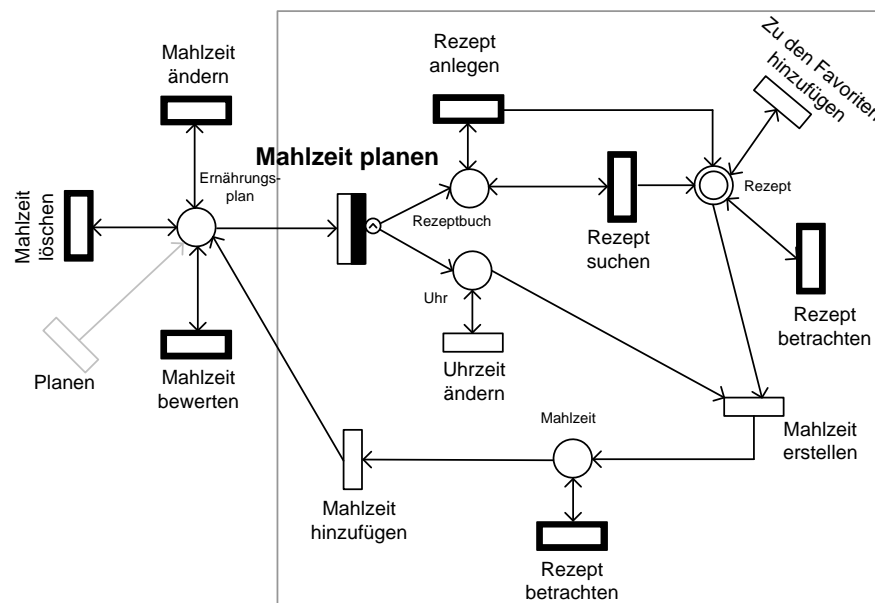 Mahlzeit
ändern
Rezept
anlegen
Zu den Favoriten
hinzufügen
Mahlzeit planen
Ernährungs-
plan
Rezeptbuch
Rezept
Mahlzeit
löschen
Rezept
suchen
Uhr
Rezept
betrachten
Planen
Mahlzeit
bewerten
Uhrzeit
ändern
Mahlzeit
Mahlzeit
erstellen
Mahlzeit
hinzufügen
Rezept
betrachten